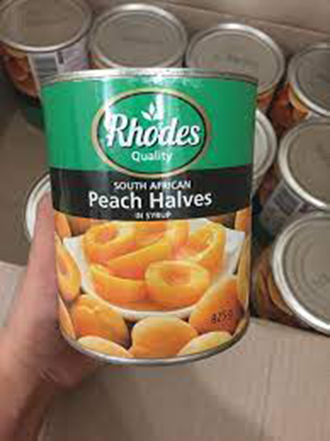 Rhodes
Quality
SOUTH AFRICAN
Peach Halves
IN SYRUP
825g